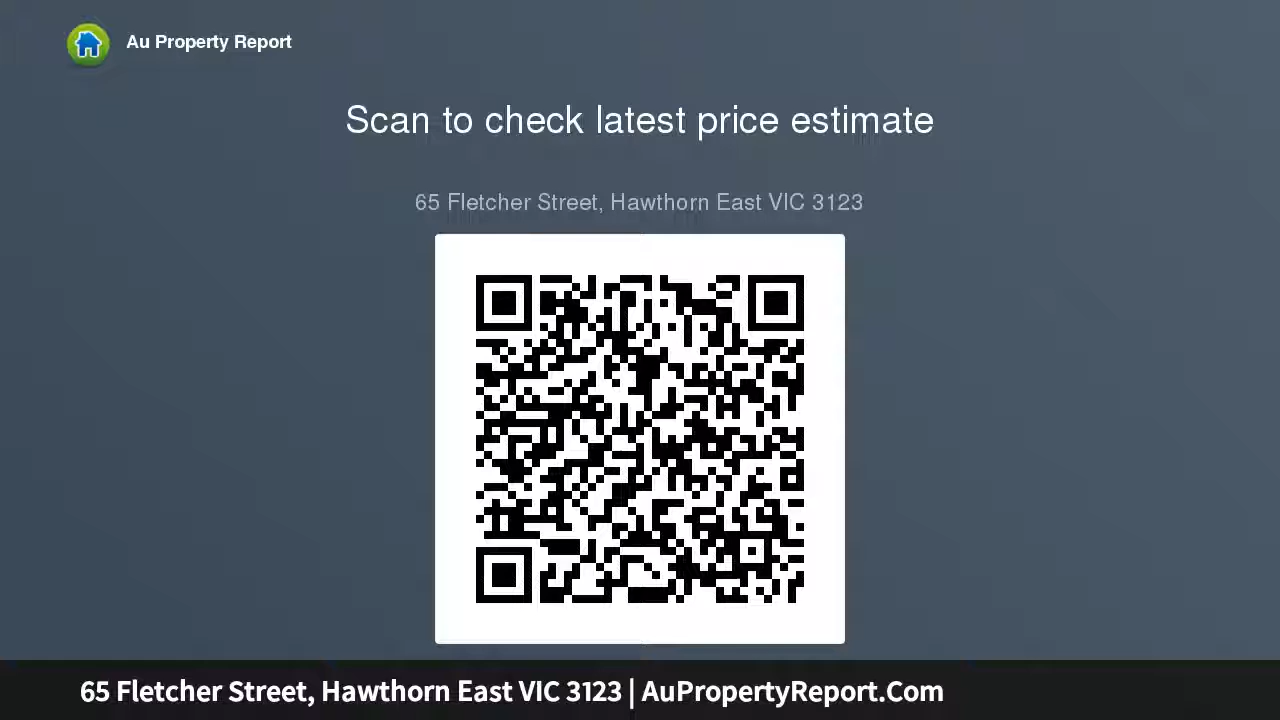 Au Property Report
Scan to check latest price estimate
65 Fletcher Street, Hawthorn East VIC 3123
65 Fletcher Street, Hawthorn East VIC 3123 | AuPropertyReport.Com